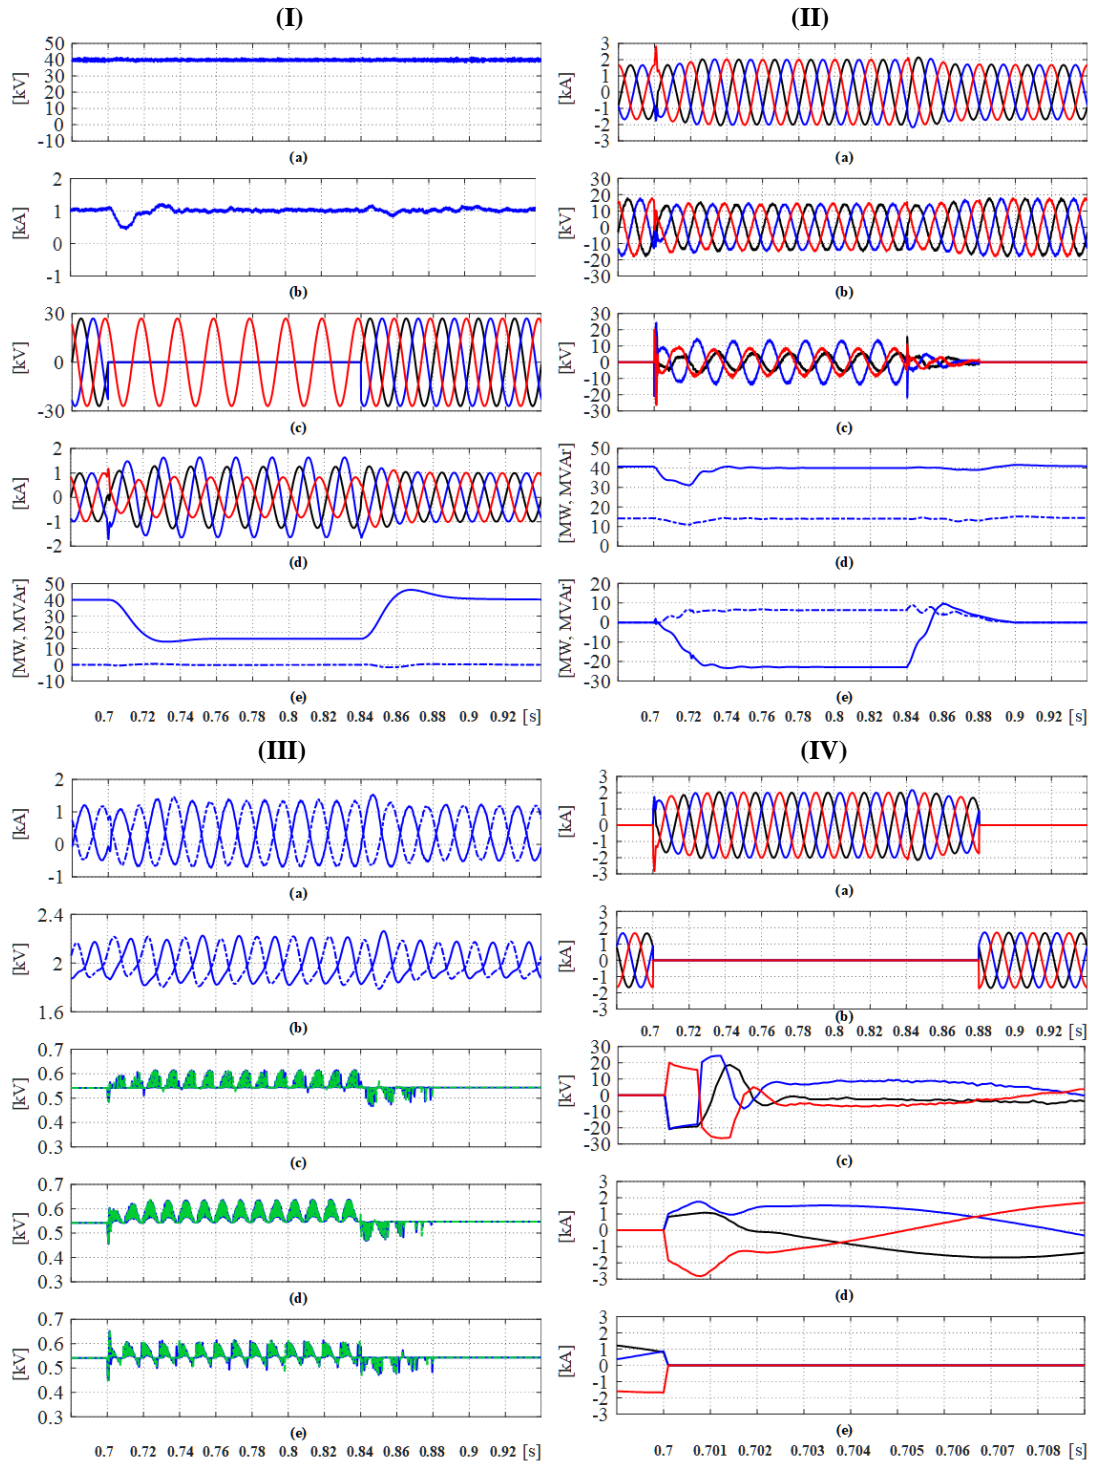 (I)
50
40
30
20
10
0
-10
[kV]
(a)
2
1
0
-1
[kA]
(b)
30
0
-30
[kV]
(c)
2
1
0
-1
-2
[kA]
(d)
50
40
30
20
10
0
-10
[MW, MVAr]
(e)
0.7 0.72 0.74 0.76 0.78 0.8 0.82 0.84 0.86 0.88 0.9 0.92 [s]
(II)
3
2
1
0
-1
-2
-3
[kA]
(a)
30
20
10
0
-10
-20
-30
[kV]
(b)
30
20
10
0
-10
-20
-30
[kV]
(c)
50
40
30
20
10
0
[MW, MVAr]
(d)
20
10
0
-10
-20
-30
[MW, MVAr]
(e)
0.7 0.72 0.74 0.76 0.78 0.8 0.82 0.84 0.86 0.88 0.9 0.92 [s]
(III)
2
1
0
-1
[kA]
(a)
2.4
2
1.6
[kV]
(b)
0.7
0.6
0.5
0.4
0.3
[kV]
(c)
0.7
0.6
0.5
0.4
0.3
[kV]
(d)
0.7
0.6
0.5
0.4
0.3
[kV]
(e)
0.7 0.72 0.74 0.76 0.78 0.8 0.82 0.84 0.86 0.88 0.9 0.92 [s]
(IV)
3
2
1
0
-1
-2
-3
[kA]
(a)
3
2
1
0
-1
-2
-3
[kA]
(b)
0.7 0.72 0.74 0.76 0.78 0.8 0.82 0.84 0.86 0.88 0.9 0.92 [s]
30
20
10
0
-10
-20
-30
[kV]
(c)
3
2
1
0
-1
-2
-3
[kA]
(d)
3
2
1
0
-1
-2
-3
[kA]
(e)
0.7 0.701 0.702 0.703 0.704 0.705 0.706 0.707 0.708 [s]